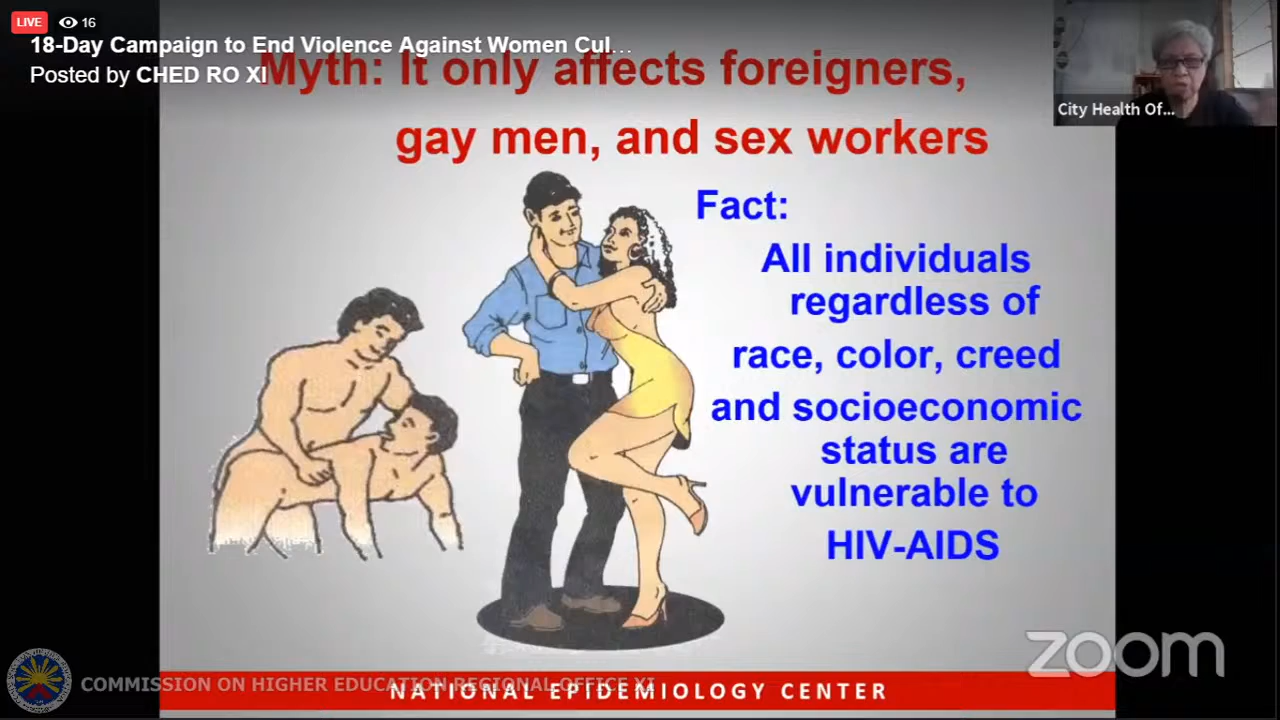 LIVE 16
18-Day Campaign to End Violence Against Women Cul...
Posted by CHED RO XI
Myth: It only affects foreigners,
gay men, and sex workers
City Health Of...
Fact:
All individuals
regardless of
race, color, creed
and socioeconomic
status are
vulnerable to
HIV-AIDS
zoom
COMMISSION ON HIGHER EDUCATION REGIONAL OFFICE XI
NATIONAL EPIDEMIOLOGY CENTER